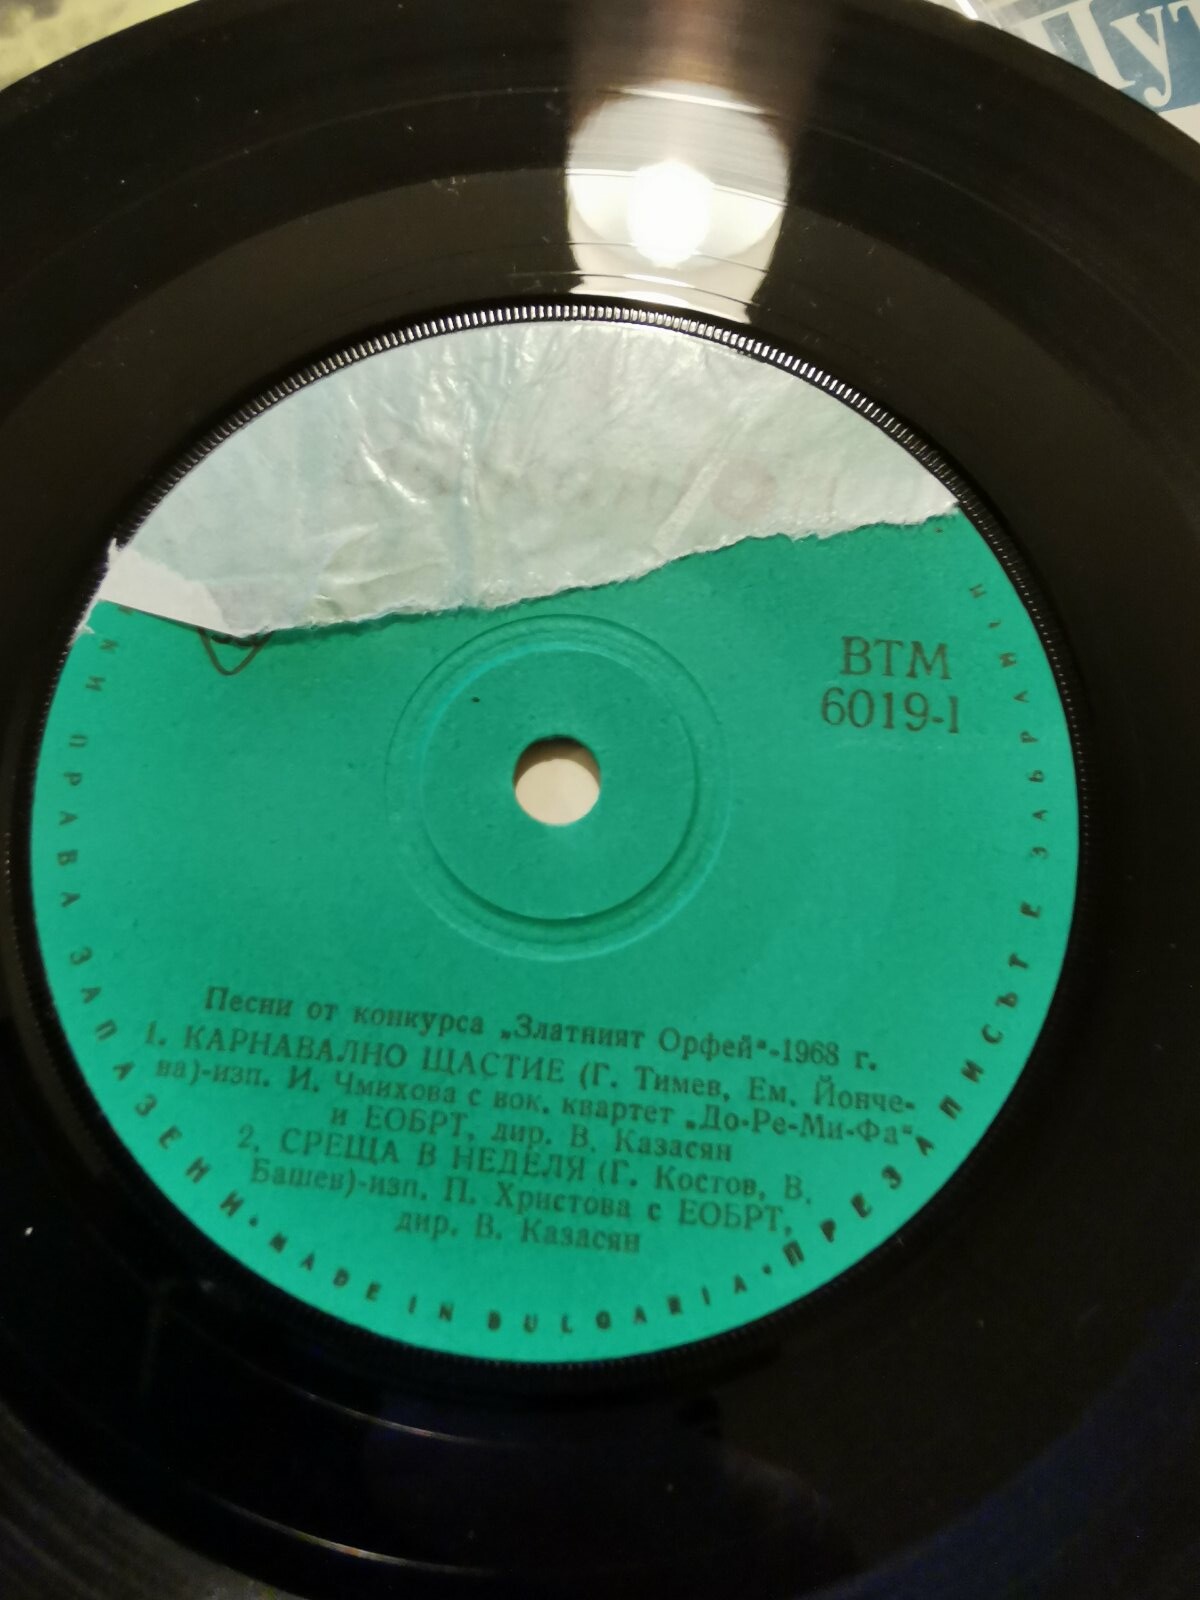 Пут
ВТМ
6019-1
Песни от конкурса „Златният Орфей“-1968 г.
1. КАРНАВАЛНО ЩАСТИЕ (Г. Тимев, Ем. Йонче-
ва)-изп. И. Чмихова с вок. квартет „До-Ре-Ми-Фа“
и ЕОБРТ, дир. В. Казасян
2. СРЕЩА В НЕДЕЛЯ (Г. Костов, В.
Башев)-изп. П. Христова с ЕОБРТ,
дир. В. Казасян
КИ ПРАВА ЗАПАЗЕНИ • MADE IN BULGARIA • ПРЕЗАПИСЪТ Е ЗАБРАНЕН